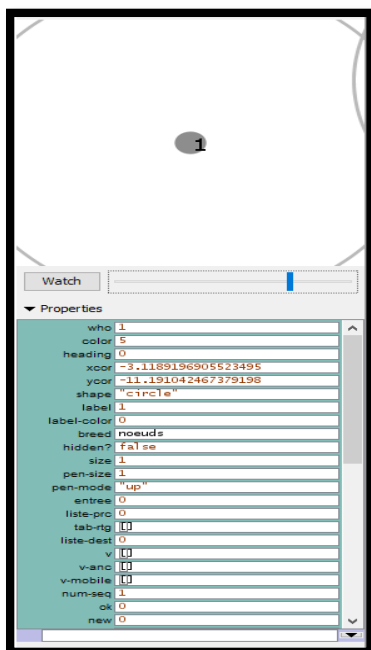 1
Watch
Properties
who 1
color 5
heading 0
xcor -3.1189196905523495
ycor -11.191042467379198
shape "circle"
label 1
label-color 0
breed noeuds
hidden? false
size 1
pen-size 1
pen-mode "up"
entree 0
liste-prc 0
tab-rtg []
liste-dest 0
v []
v-anc []
v-mobile []
num-seq 1
ok 0
new 0